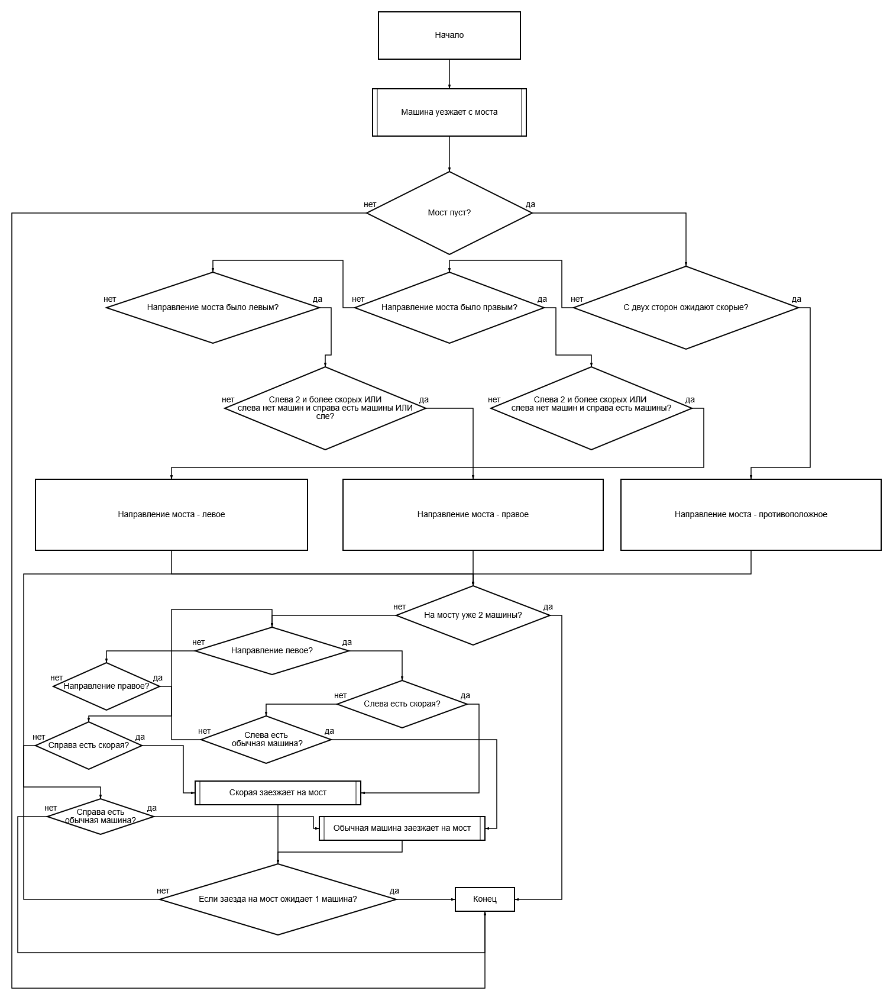 Начало
Машина уезжает с моста
нет
да
Мост пуст?
нет
да
Направление моста было левым?
нет
да
Направление моста было правым?
нет
да
С двух сторон ожидают скорые?
нет
да
Слева 2 и более скорых ИЛИ
слева нет машин и справа есть машины ИЛИ
сле?
нет
да
Слева 2 и более скорых ИЛИ
слева нет машин и справа есть машины?
Направление моста - левое
Направление моста - правое
Направление моста - противоположное
нет
да
На мосту уже 2 машины?
нет
да
Направление левое?
нет
да
Направление правое?
нет
да
Слева есть скорая?
нет
да
Слева есть
обычная машина?
нет
да
Справа есть скорая?
Скорая заезжает на мост
нет
да
Справа есть
обычная машина?
Обычная машина заезжает на мост
нет
да
Если заезда на мост ожидает 1 машина?
Конец